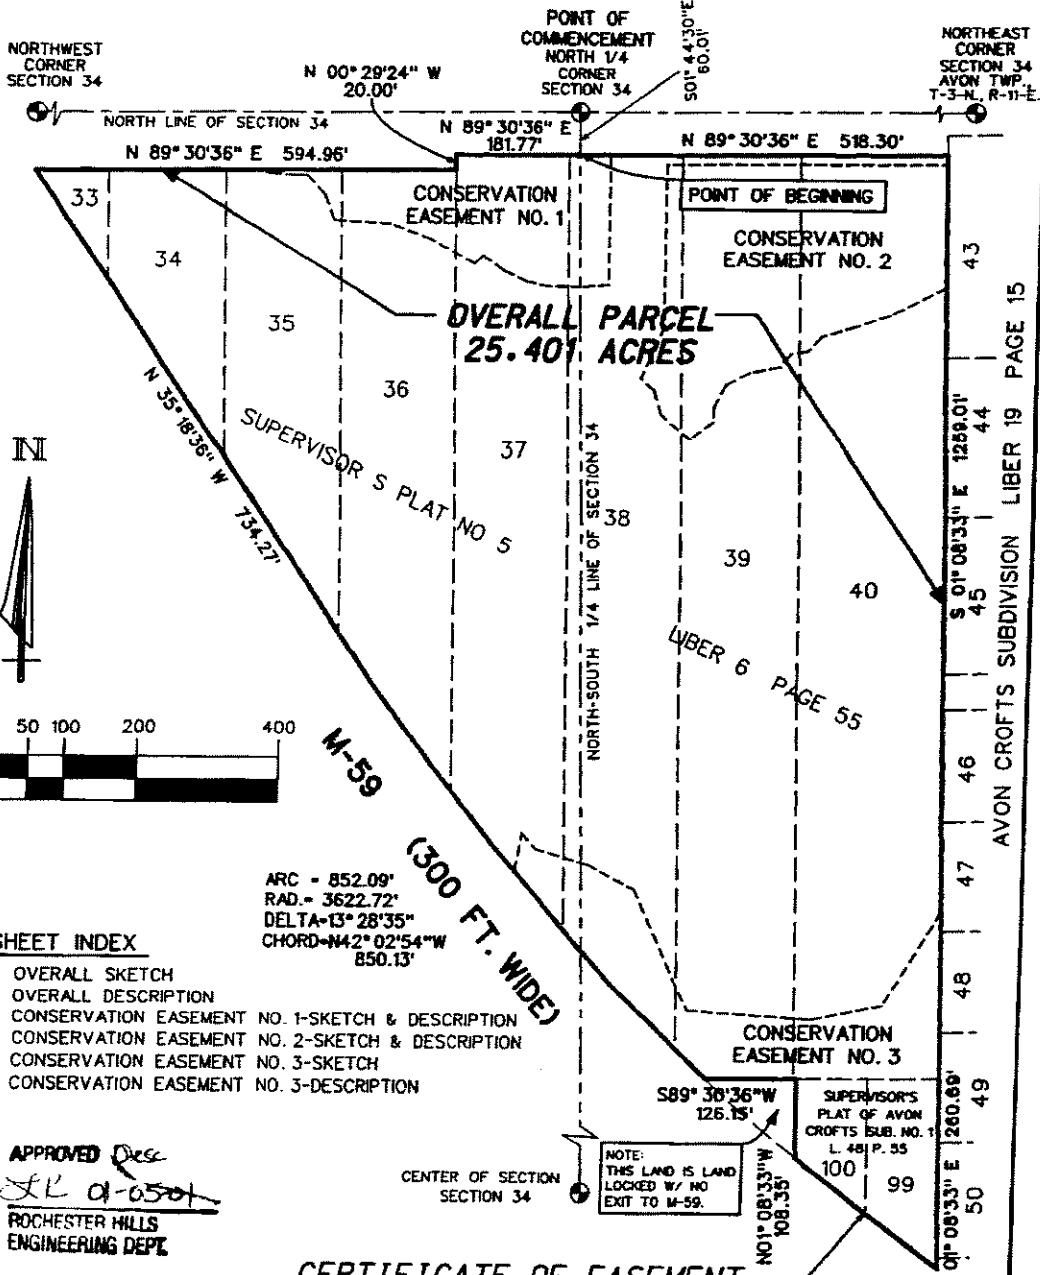 NORTHWEST
CORNER
SECTION 34
N 00° 29'24" W
20.00'
POINT OF
COMMENCEMENT
NORTH 1/4
CORNER
SECTION 34
S01° 44'30"E
60.01'
NORTHEAST
CORNER
SECTION 34
AVON TWP.
T-3-N, R-11-E.
NORTH LINE OF SECTION 34
N 89° 30'36" E 594.96'
N 89° 30'36" E
181.77'
N 89° 30'36" E 518.30'
CONSERVATION
EASEMENT NO. 1
POINT OF BEGINNING
CONSERVATION
EASEMENT NO. 2
33
34
35
36
37
38
39
40
43
44
45
46
47
48
49
50
OVERALL PARCEL
25.401 ACRES
N 35° 18'36" W 734.27'
SUPERVISOR S PLAT NO 5
LIBER 6 PAGE 55
NORTH-SOUTH 1/4 LINE OF SECTION 34
S 01° 08'33" E 1259.01'
AVON CROFTS SUBDIVISION LIBER 19 PAGE 15
N
50 100 200 400
M-59 (300 FT. WIDE)
ARC - 852.09'
RAD.- 3622.72'
DELTA-13° 28'35"
CHORD-N42° 02'54"W
850.13'
SHEET INDEX
OVERALL SKETCH
OVERALL DESCRIPTION
CONSERVATION EASEMENT NO. 1-SKETCH & DESCRIPTION
CONSERVATION EASEMENT NO. 2-SKETCH & DESCRIPTION
CONSERVATION EASEMENT NO. 3-SKETCH
CONSERVATION EASEMENT NO. 3-DESCRIPTION
CONSERVATION
EASEMENT NO. 3
S89° 30'36"W
126.15'
SUPERVISOR'S
PLAT OF AVON
CROFTS SUB. NO. 1
L. 48 P. 55
100
99
N01° 08'33"W
108.35'
01° 08'33" E 260.69'
NOTE:
THIS LAND IS LAND
LOCKED W/ NO
EXIT TO M-59.
CENTER OF SECTION
SECTION 34
APPROVED
ROCHESTER HILLS
ENGINEERING DEPT.
CERTIFICATE OF EASEMENT